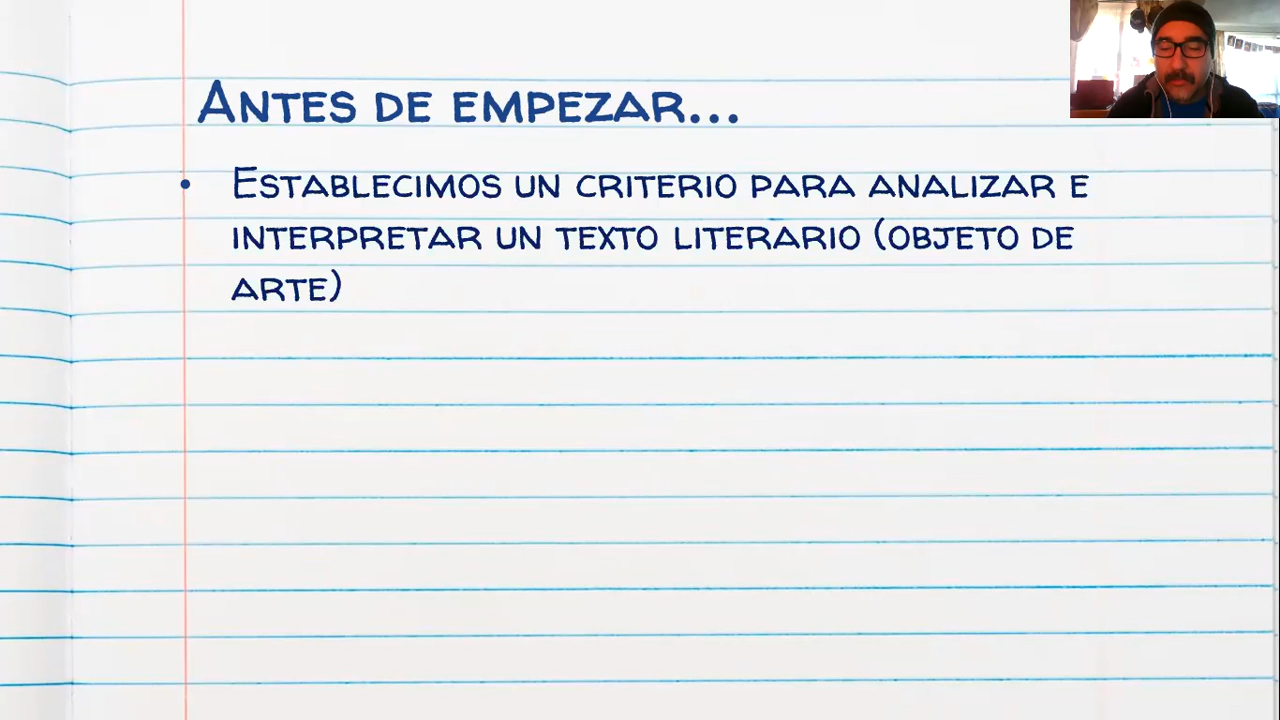 Antes de empezar...
• Establecimos un criterio para analizar e
interpretar un texto literario (objeto de
arte)